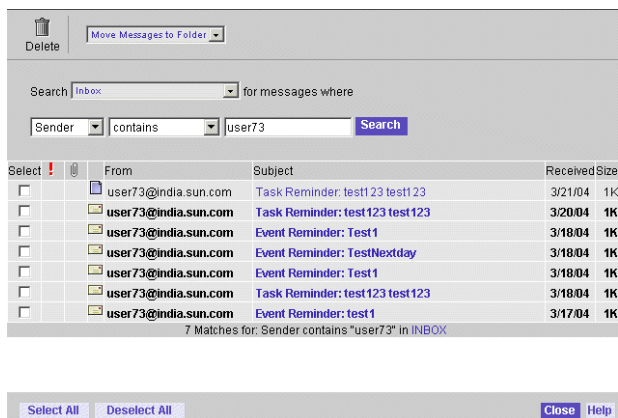 Delete
Move Messages to Folder
Search Inbox for messages where
Sender contains user73 Search
Select ! From Subject Received Size
user73@india.sun.com Task Reminder: test123 test123 3/21/04 1K
user73@india.sun.com Task Reminder: test123 test123 3/20/04 1K
user73@india.sun.com Event Reminder: Test1 3/18/04 1K
user73@india.sun.com Event Reminder: TestNextday 3/18/04 1K
user73@india.sun.com Event Reminder: Test1 3/18/04 1K
user73@india.sun.com Task Reminder: test123 test123 3/18/04 1K
user73@india.sun.com Event Reminder: test1 3/17/04 1K
7 Matches for: Sender contains "user73" in INBOX
Select All Deselect All Close Help